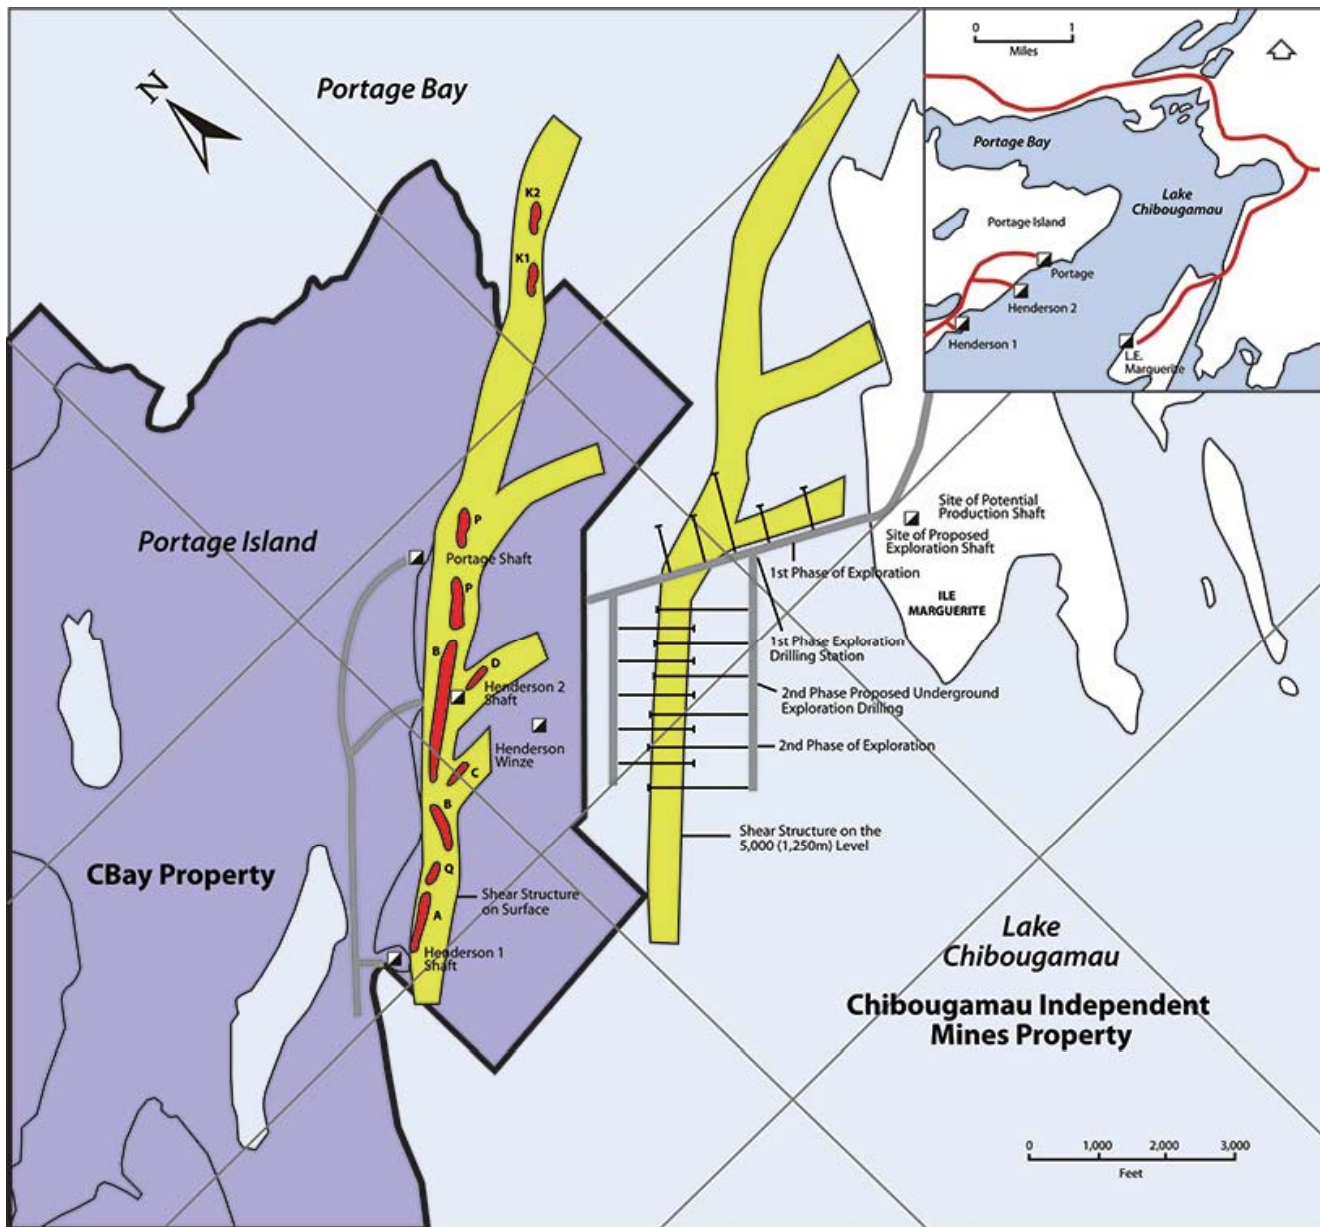 N
Portage Bay
K2
K1
P
Portage Island
Portage Shaft
P
B
D
Henderson 2
Shaft
Henderson
Winze
C
B
Q
CBay Property
A
Shear Structure
on Surface
Henderson 1
Shaft
Site of Potential
Production Shaft
Site of Proposed
Exploration Shaft
1st Phase of Exploration
ILE
MARGUERITE
1st Phase Exploration
Drilling Station
2nd Phase Proposed Underground
Exploration Drilling
2nd Phase of Exploration
Shear Structure on the
5,000 (1,250m) Level
Lake
Chibougamau
Chibougamau Independent
Mines Property
0 1,000 2,000 3,000
Feet
0 1
Miles
Portage Bay
Lake
Chibougamau
Portage Island
Portage
Henderson 2
Henderson 1
L.E.
Marguerite